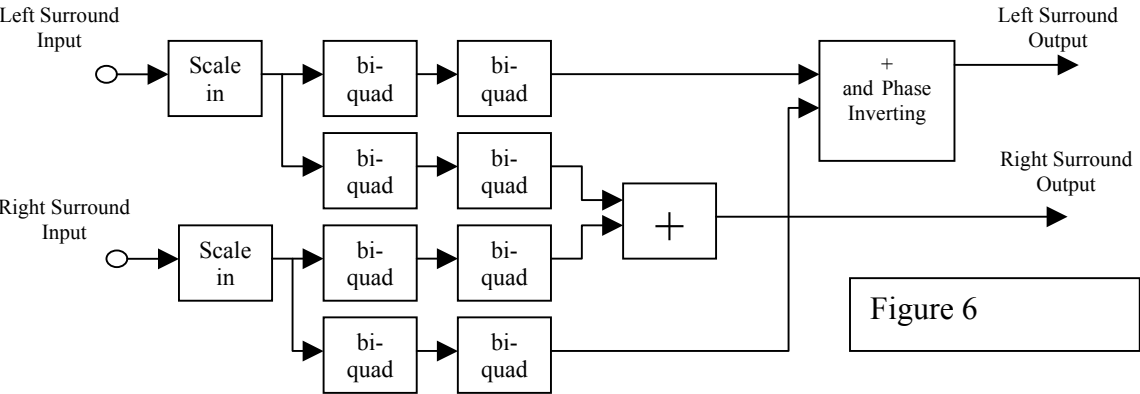 Left Surround
Input
Scale
in
bi-
quad
bi-
quad
+
and Phase
Inverting
Left Surround
Output
bi-
quad
bi-
quad
Right Surround
Output
Right Surround
Input
Scale
in
bi-
quad
bi-
quad
+
bi-
quad
bi-
quad
Figure 6